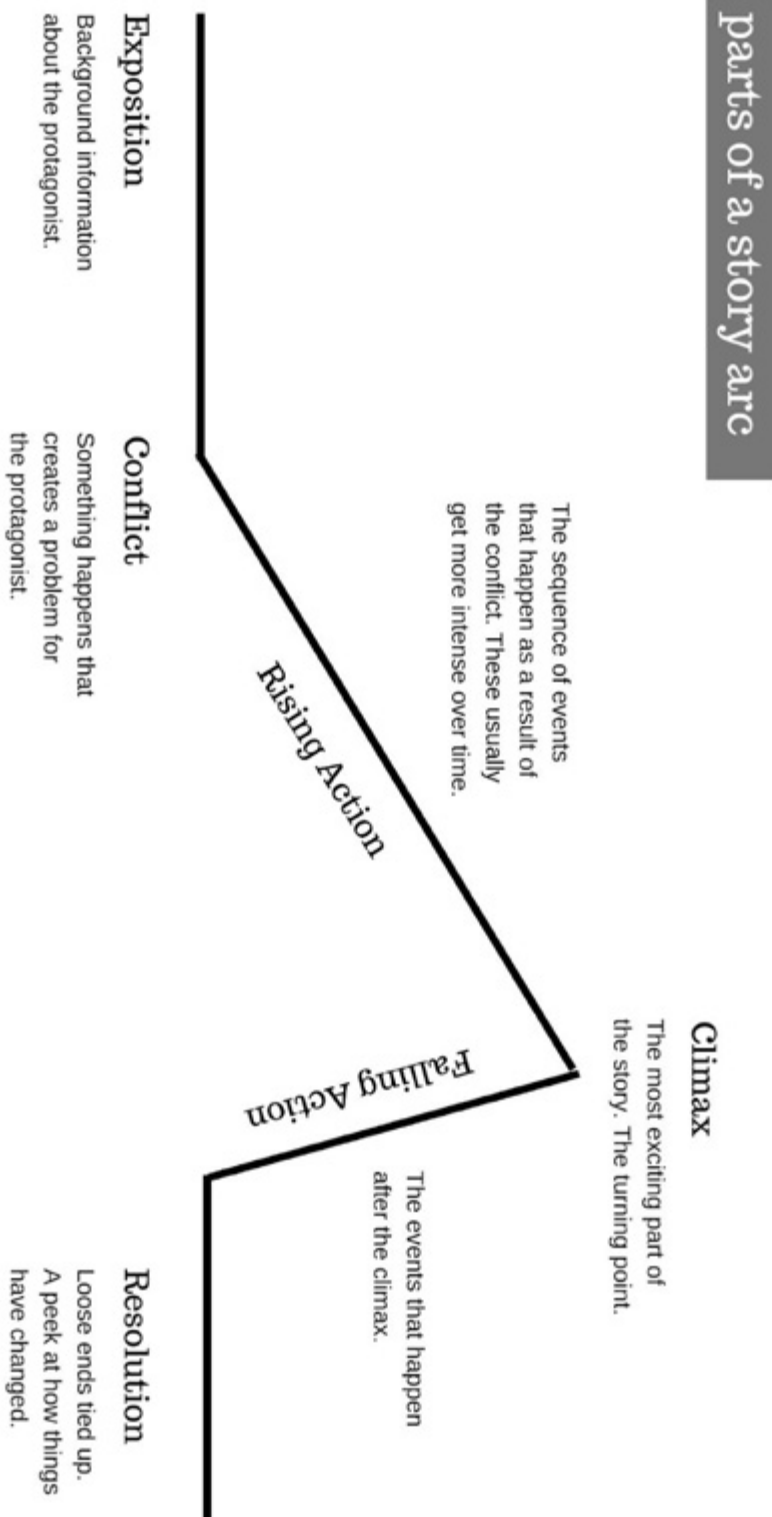 parts of a story arc
Exposition
Background information
about the protagonist.
Conflict
Something happens that
creates a problem for
the protagonist.
The sequence of events
that happen as a result of
the conflict. These usually
get more intense over time.
Rising Action
Climax
The most exciting part of
the story. The turning point.
Falling Action
The events that happen
after the climax.
Resolution
Loose ends tied up.
A peek at how things
have changed.